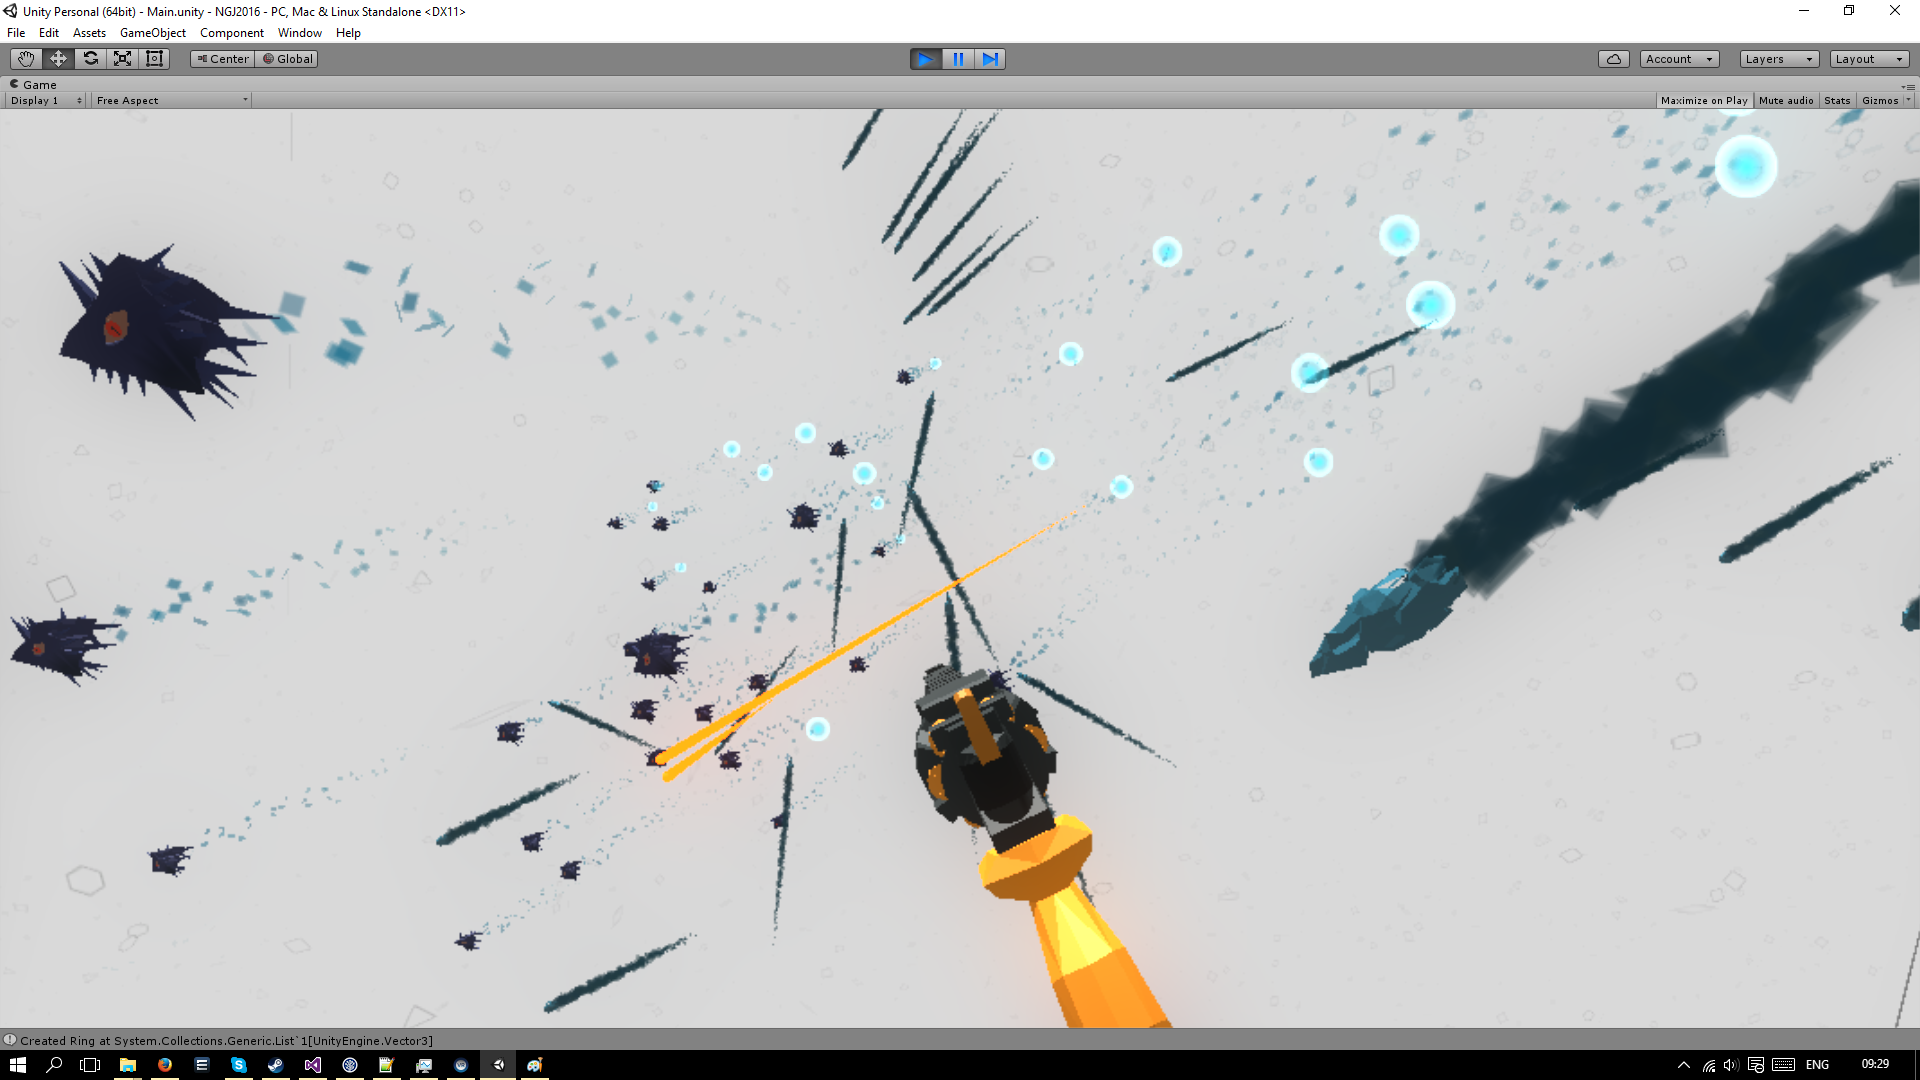 Unity Personal (64bit) - Main.unity - NGJ2016 - PC, Mac & Linux Standalone <DX11>
File Edit Assets GameObject Component Window Help
Center Global Account Layers Layout
Game
Display 1 Free Aspect Maximize on Play Mute audio Stats Gizmos
Created Ring at System.Collections.Generic.List`1[UnityEngine.Vector3]
ENG 09:29